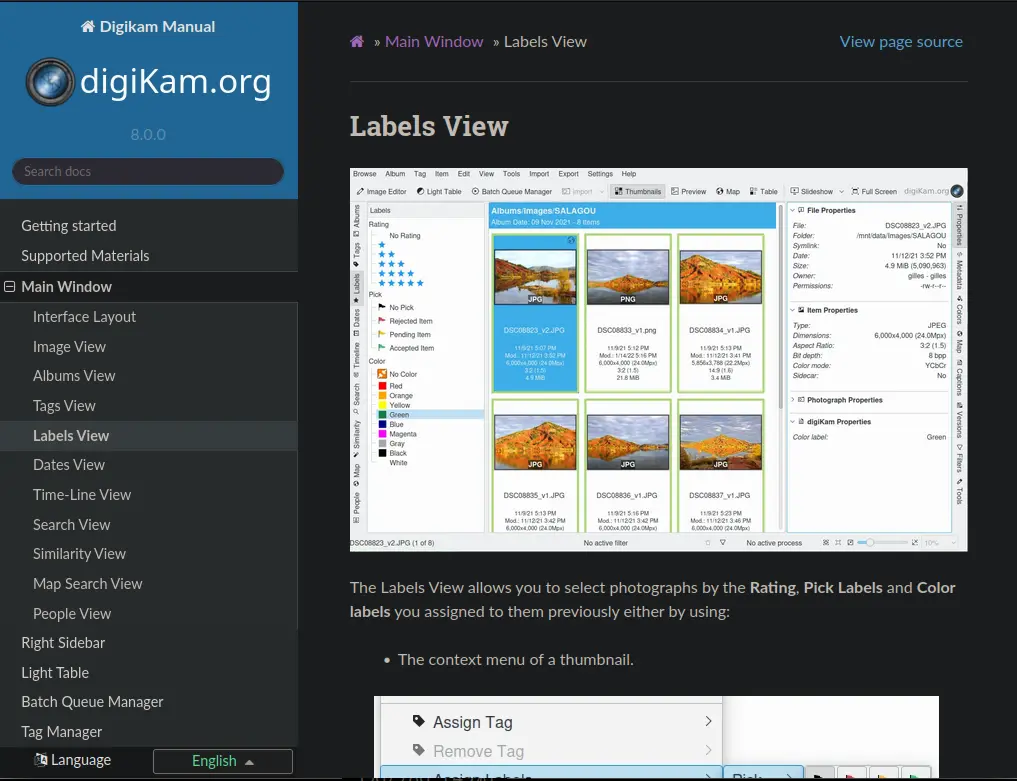 Digikam Manual
digiKam.org
8.0.0
Search docs
Getting started
Supported Materials
Main Window
Interface Layout
Image View
Albums View
Tags View
Labels View
Dates View
Time-Line View
Search View
Similarity View
Map Search View
People View
Right Sidebar
Light Table
Batch Queue Manager
Tag Manager
Language English
» Main Window » Labels View
View page source
Labels View
Browse Album Tag Item Edit View Tools Import Export Settings Help
Image Editor Light Table Batch Queue Manager Import Thumbnails Preview Map Table Slideshow Full Screen digiKam.org
Albums
Tags
Labels
Dates
Timeline
Search
Similarity
Map
People
Labels
Rating
No Rating
Pick
No Pick
Rejected Item
Pending Item
Accepted Item
Color
No Color
Red
Orange
Yellow
Green
Blue
Magenta
Gray
Black
White
Albums/Images/SALAGOU
Album Date: 09 Nov 2021 - 8 Items
JPG PNG JPG
DSC08823_v2.JPG DSC08833_v1.png DSC08834_v1.JPG
11/9/21 5:07 PM 11/9/21 5:12 PM 11/9/21 5:13 PM
Mod.: 11/12/21 3:52 PM Mod.: 1/14/22 5:16 PM Mod.: 11/12/21 3:41 PM
6,000x4,000 (24.0Mpx) 6,000x4,000 (24.0Mpx) 5,856x3,788 (22.2Mpx)
3:2 (1.5) 3:2 (1.5) 14:9 (1.6)
4.9 MiB 21.8 MiB 3.4 MiB
JPG JPG JPG
DSC08835_v1.JPG DSC08836_v1.JPG DSC08837_v1.JPG
11/9/21 5:13 PM 11/9/21 5:16 PM 11/9/21 5:23 PM
Mod.: 11/12/21 3:42 PM Mod.: 11/12/21 3:42 PM Mod.: 11/12/21 3:46 PM
6,000x4,000 (24.0Mpx) 6,000x4,000 (24.0Mpx) 6,000x4,000 (24.0Mpx)
File Properties
File: DSC08823_v2.JPG
Folder: /mnt/data/Images/SALAGOU
Symlink: No
Date: 11/12/21 3:52 PM
Size: 4.9 MiB (5,090,963)
Owner: gilles - gilles
Permissions: -rw-r--r--
Item Properties
Type: JPEG
Dimensions: 6,000x4,000 (24.0Mpx)
Aspect Ratio: 3:2 (1.5)
Bit depth: 8 bpp
Color mode: YCbCr
Sidecar: No
Photograph Properties
digiKam Properties
Color label: Green
Properties
Metadata
Colors
Map
Captions
Versions
Filters
Tools
DSC08823_v2.JPG (1 of 8) No active filter No active process 10%
The Labels View allows you to select photographs by the Rating, Pick Labels and Color
labels you assigned to them previously either by using:
• The context menu of a thumbnail.
Assign Tag
Remove Tag
Assign Labels Pick